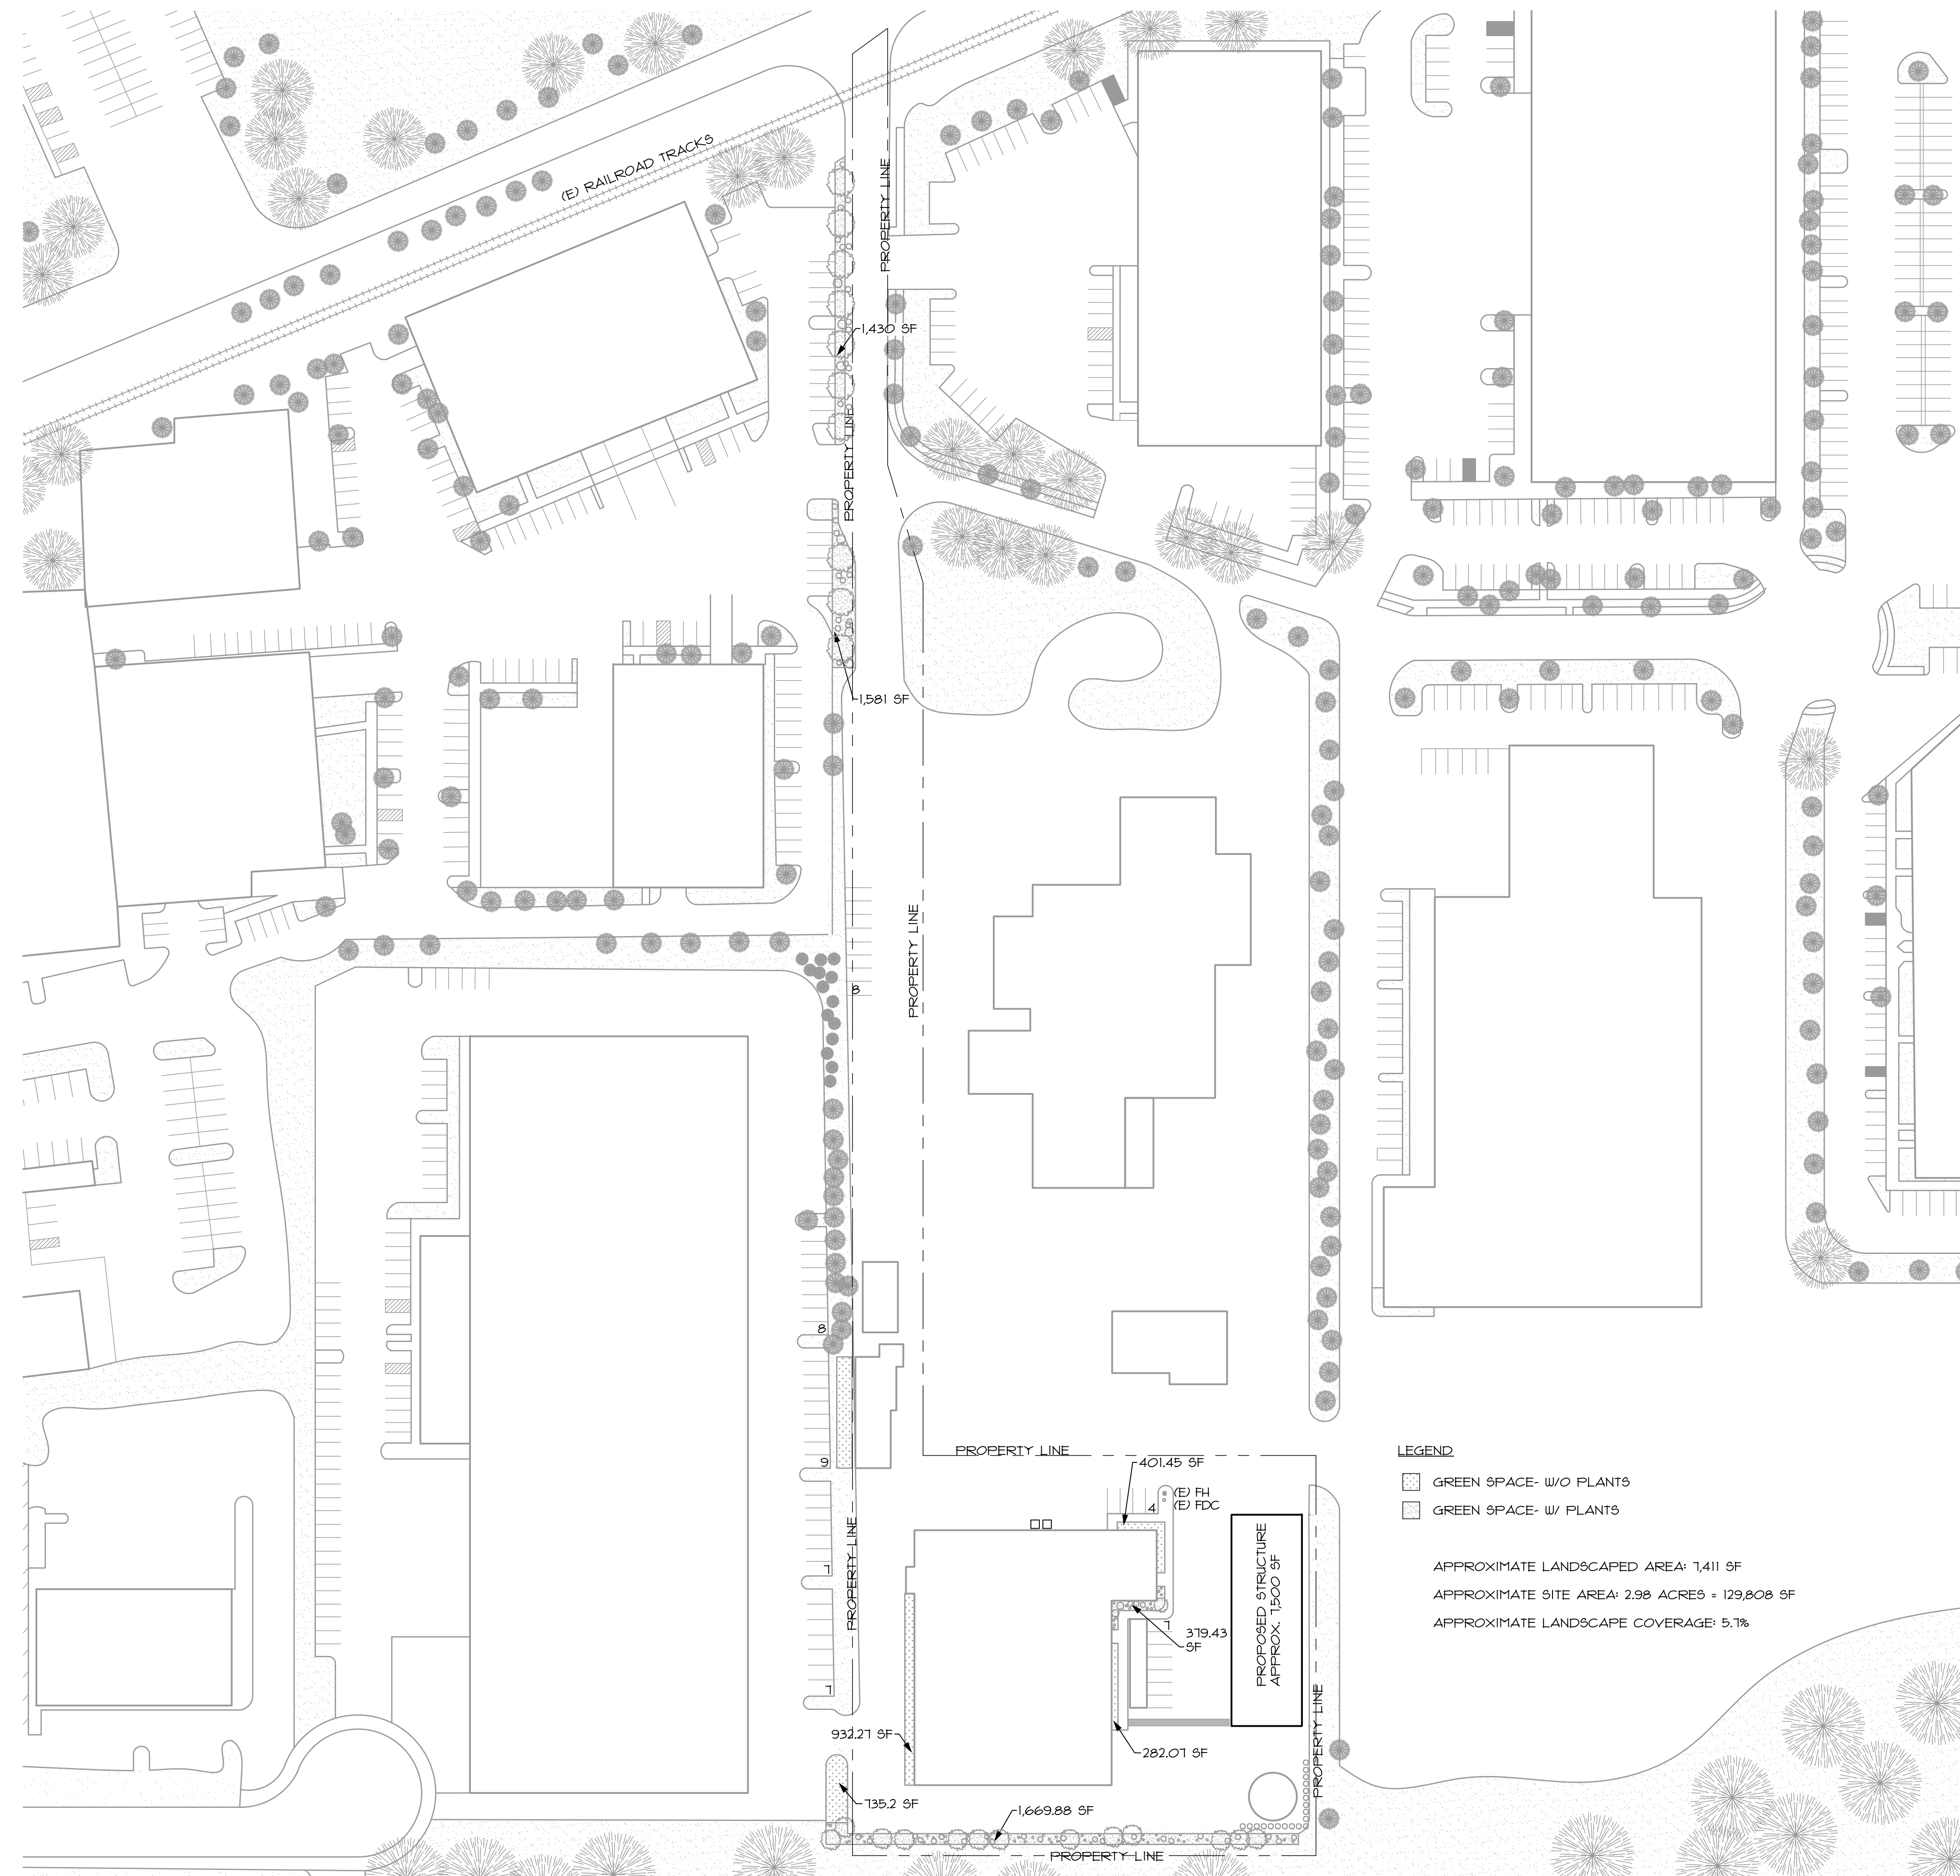 (E) RAILROAD TRACKS
PROPERTY LINE
1,430 SF
PROPERTY LINE
1,581 SF
PROPERTY LINE
8
8
9
PROPERTY LINE
401.45 SF
(E) FH
(E) FDC
4
7
PROPERTY LINE
7
379.43
SF
PROPOSED STRUCTURE
APPROX. 7,500 SF
7
PROPERTY LINE
932.27 SF
282.07 SF
735.2 SF
1,669.88 SF
PROPERTY LINE
LEGEND
GREEN SPACE- W/O PLANTS
GREEN SPACE- W/ PLANTS
APPROXIMATE LANDSCAPED AREA: 7,411 SF
APPROXIMATE SITE AREA: 2.98 ACRES = 129,808 SF
APPROXIMATE LANDSCAPE COVERAGE: 5.7%